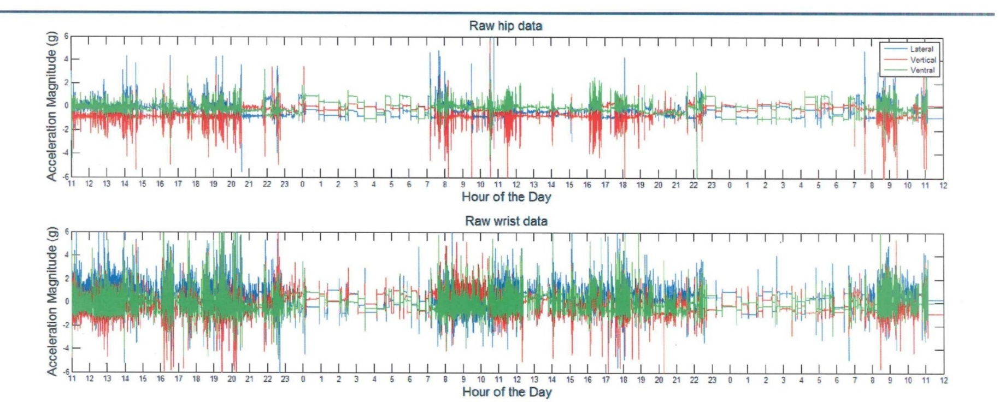 Raw hip data
Acceleration Magnitude (g)
6
4
2
0
-2
-4
-6
Lateral
Vertical
Ventral
11 12 13 14 15 16 17 18 19 20 21 22 23 0 1 2 3 4 5 6 7 8 9 10 11 12 13 14 15 16 17 18 19 20 21 22 23 0 1 2 3 4 5 6 7 8 9 10 11 12
Hour of the Day
Raw wrist data
Acceleration Magnitude (g)
6
4
2
0
-2
-4
-6
11 12 13 14 15 16 17 18 19 20 21 22 23 0 1 2 3 4 5 6 7 8 9 10 11 12 13 14 15 16 17 18 19 20 21 22 23 0 1 2 3 4 5 6 7 8 9 10 11 12
Hour of the Day